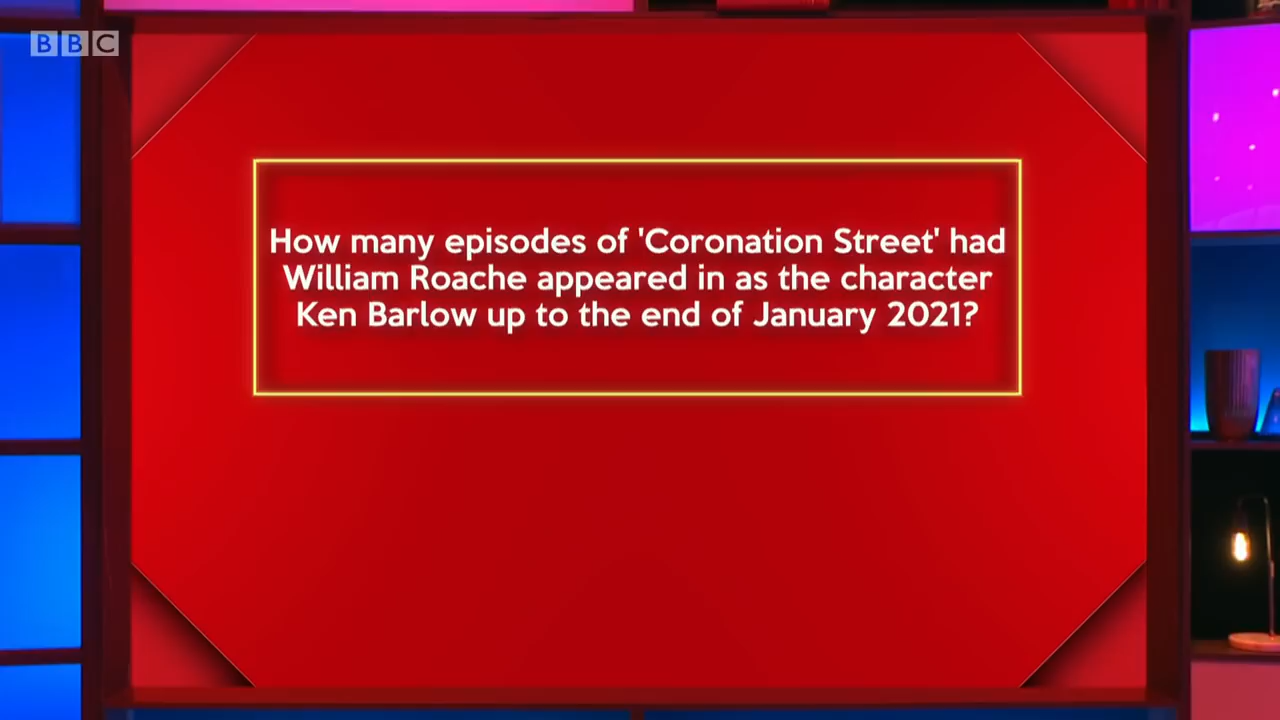 BBC
How many episodes of 'Coronation Street' had
William Roache appeared in as the character
Ken Barlow up to the end of January 2021?